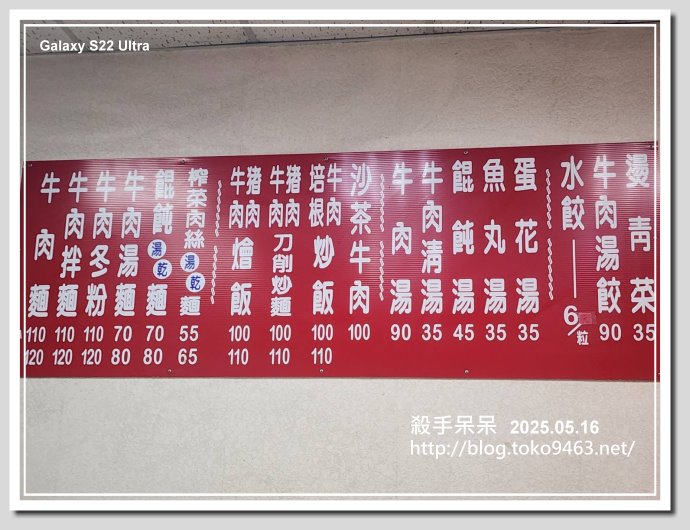 Galaxy S22 Ultra
牛肉麵 110 120
牛肉拌麵 110 120
牛肉冬粉 110 120
牛肉湯麵 70 80
餛飩湯乾麵 70 80
榨菜肉絲湯乾麵 55 65
牛肉豬肉燴飯 100 110
牛肉豬肉刀削炒麵 100 110
培根牛肉炒飯 100 110
沙茶牛肉 100
牛肉湯 90
牛肉清湯 35
餛飩湯 45
魚丸湯 35
蛋花湯 35
水餃—6/粒
牛肉湯餃 90
燙青菜 35
殺手呆呆 2025.05.16
http://blog.toko9463.net/